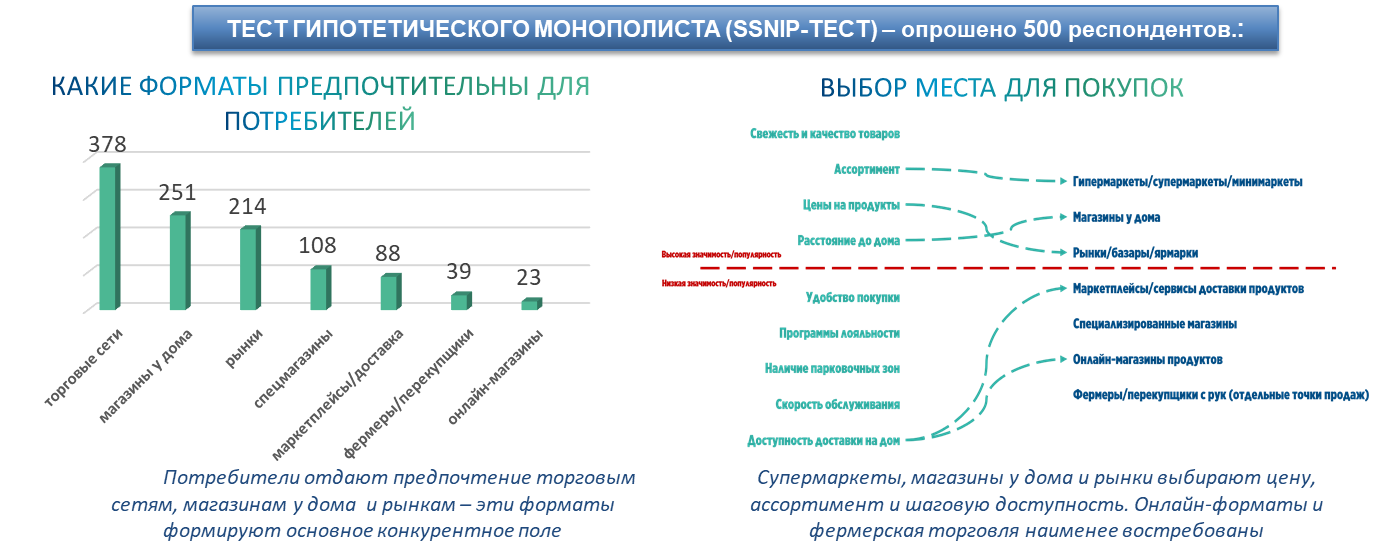 ТЕСТ ГИПОТЕТИЧЕСКОГО МОНОПОЛИСТА (SSNIP-ТЕСТ) – опрошено 500 респондентов.:
КАКИЕ ФОРМАТЫ ПРЕДПОЧТИТЕЛЬНЫ ДЛЯ
ПОТРЕБИТЕЛЕЙ
378
251
214
108
88
39
23
торговые сети
магазины у дома
рынки
спецмагазины
маркетплейсы/доставка
фермеры/перекупщики
онлайн-магазины
Потребители отдают предпочтение торговым
сетям, магазинам у дома и рынкам – эти форматы
формируют основное конкурентное поле
ВЫБОР МЕСТА ДЛЯ ПОКУПОК
Свежесть и качество товаров
Ассортимент
Цены на продукты
Расстояние до дома
Высокая значимость/популярность
Низкая значимость/популярность
Удобство покупки
Программы лояльности
Наличие парковочных зон
Скорость обслуживания
Доступность доставки на дом
Гипермаркеты/супермаркеты/минимаркеты
Магазины у дома
Рынки/базары/ярмарки
Маркетплейсы/сервисы доставки продуктов
Специализированные магазины
Онлайн-магазины продуктов
Фермеры/перекупщики с рук (отдельные точки продаж)
Супермаркеты, магазины у дома и рынки выбирают цену,
ассортимент и шаговую доступность. Онлайн-форматы и
фермерская торговля наименее востребованы